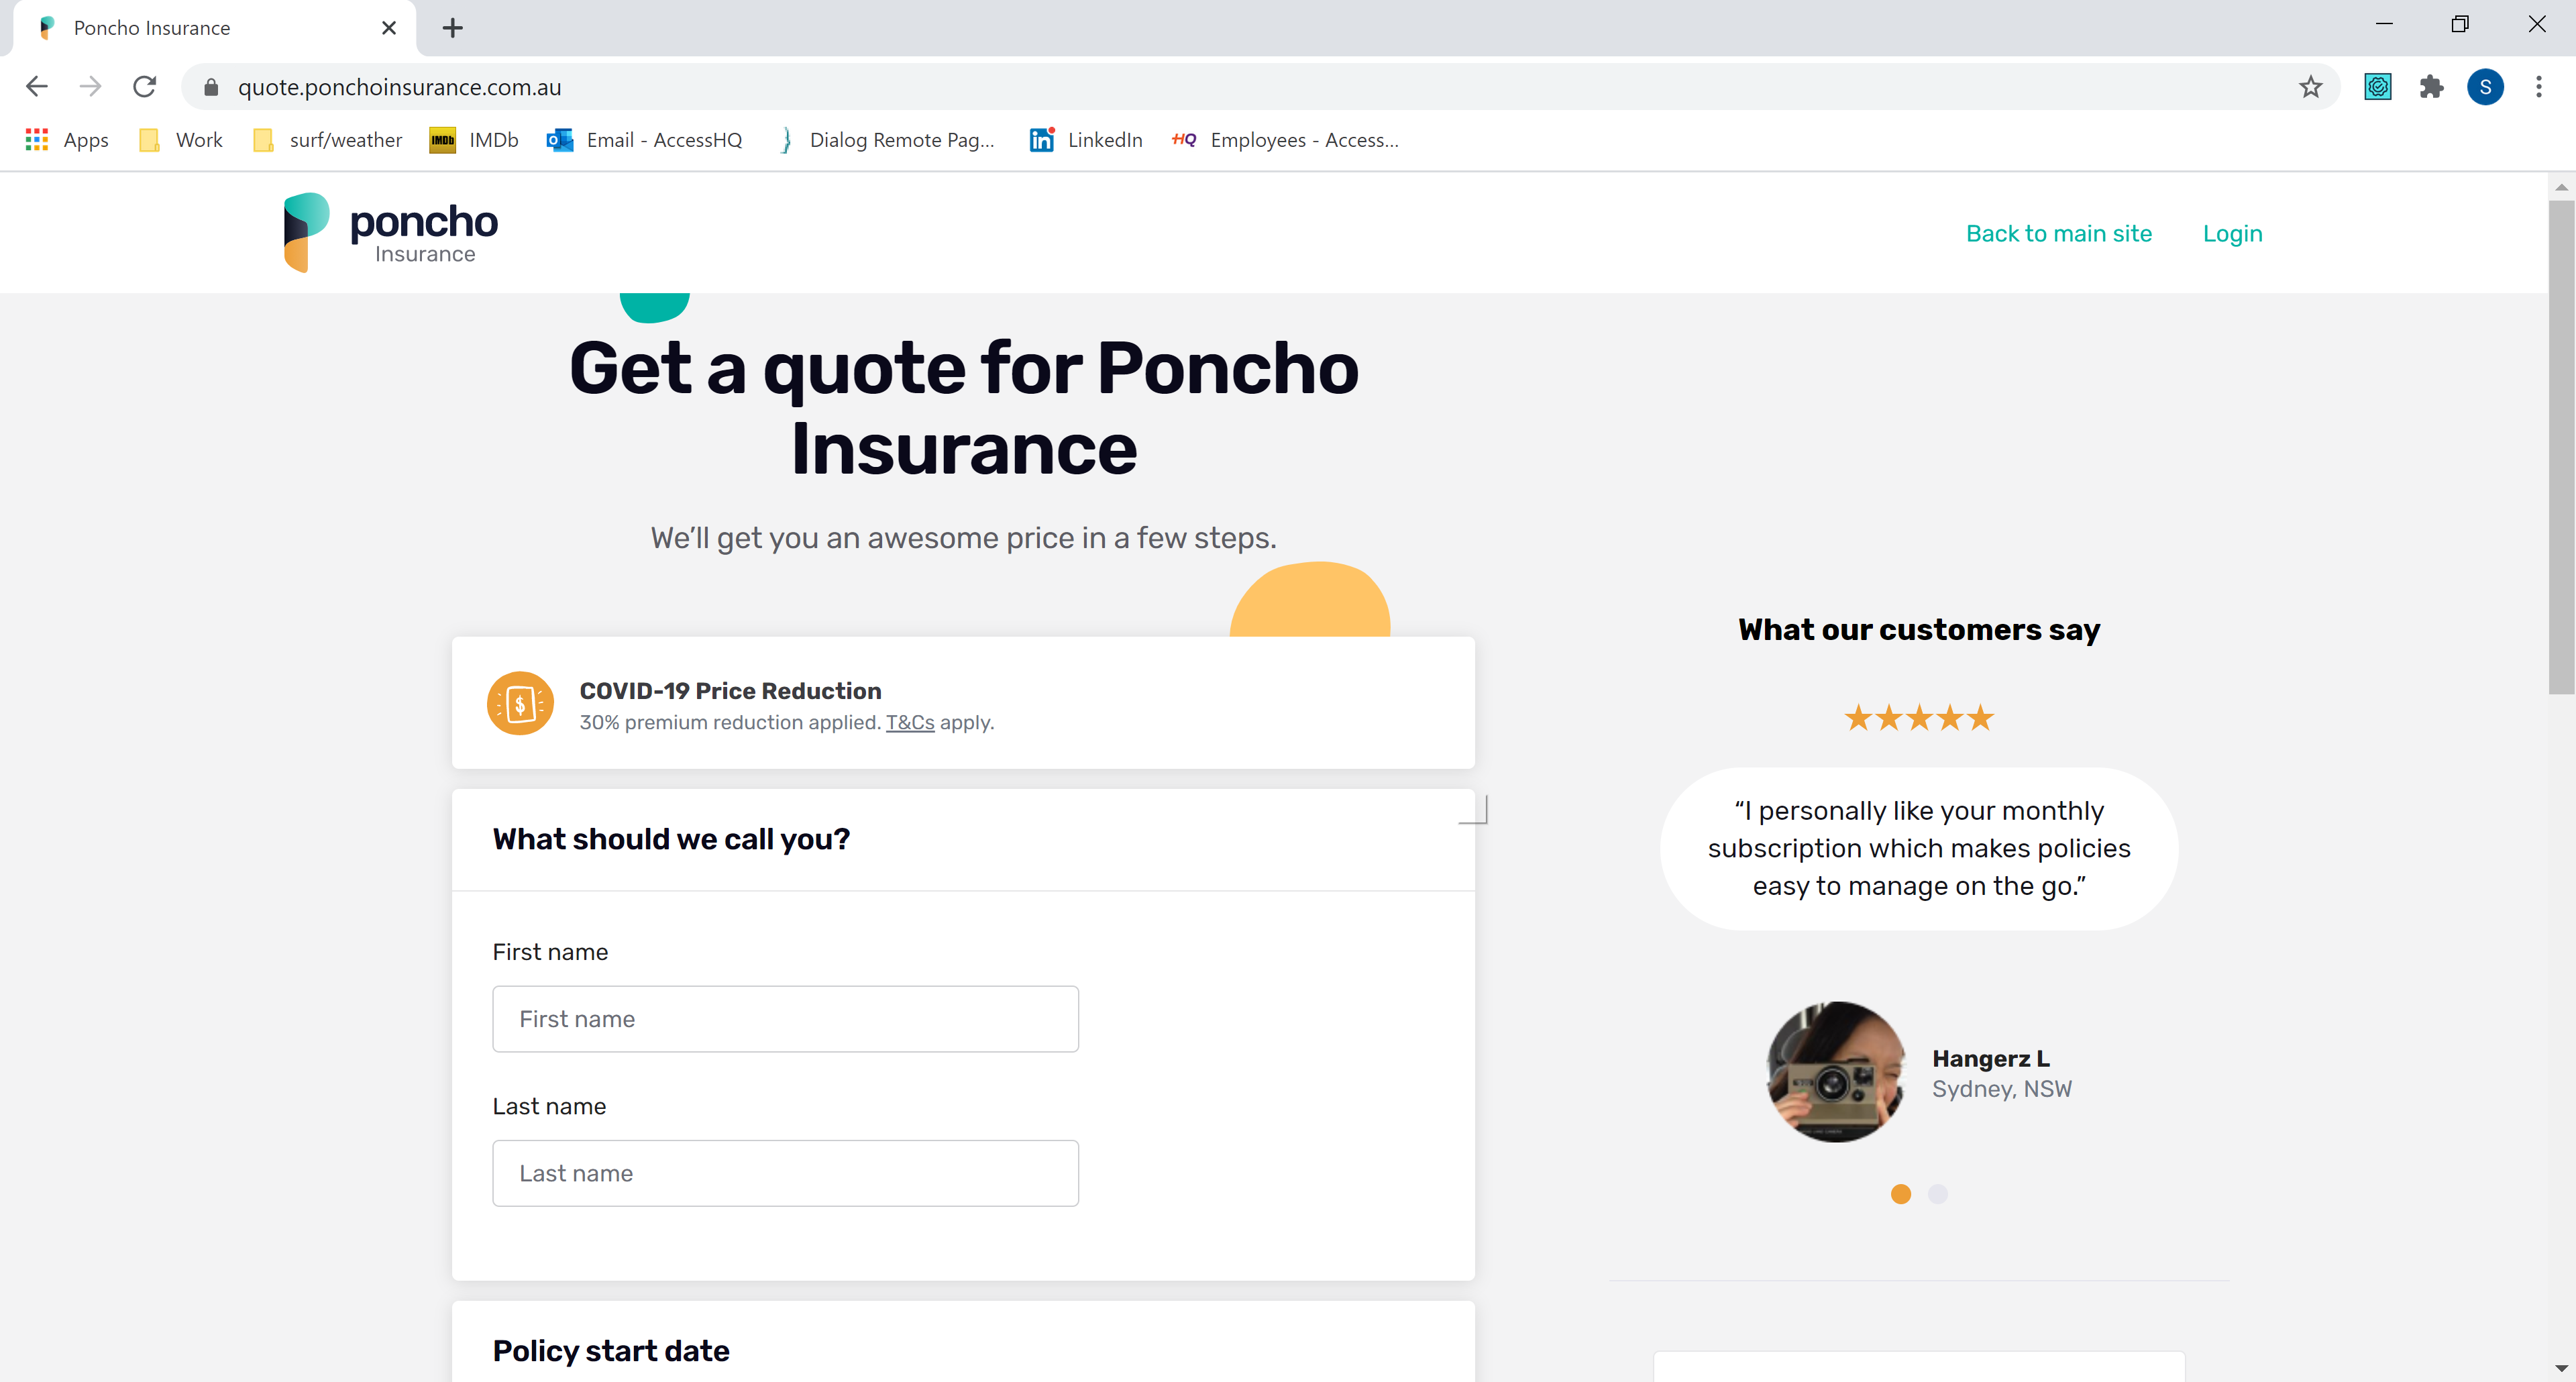 Poncho Insurance
quote.ponchoinsurance.com.au
S
Apps
Work
surf/weather
IMDb
IMDb
Email - AccessHQ
Dialog Remote Pag...
in
LinkedIn
HQ
Employees - Access...
poncho
Insurance
Back to main site
Login
Get a quote for Poncho
Insurance
We’ll get you an awesome price in a few steps.
$
COVID-19 Price Reduction
30% premium reduction applied. T&Cs apply.
What should we call you?
First name
First name
Last name
Last name
Policy start date
What our customers say
“I personally like your monthly
subscription which makes policies
easy to manage on the go.”
Hangerz L
Sydney, NSW